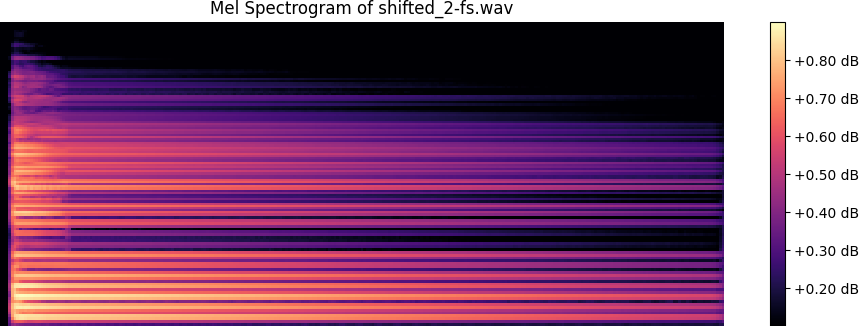 Mel Spectrogram of shifted_2-fs.wav
+0.80 dB
+0.70 dB
+0.60 dB
+0.50 dB
+0.40 dB
+0.30 dB
+0.20 dB